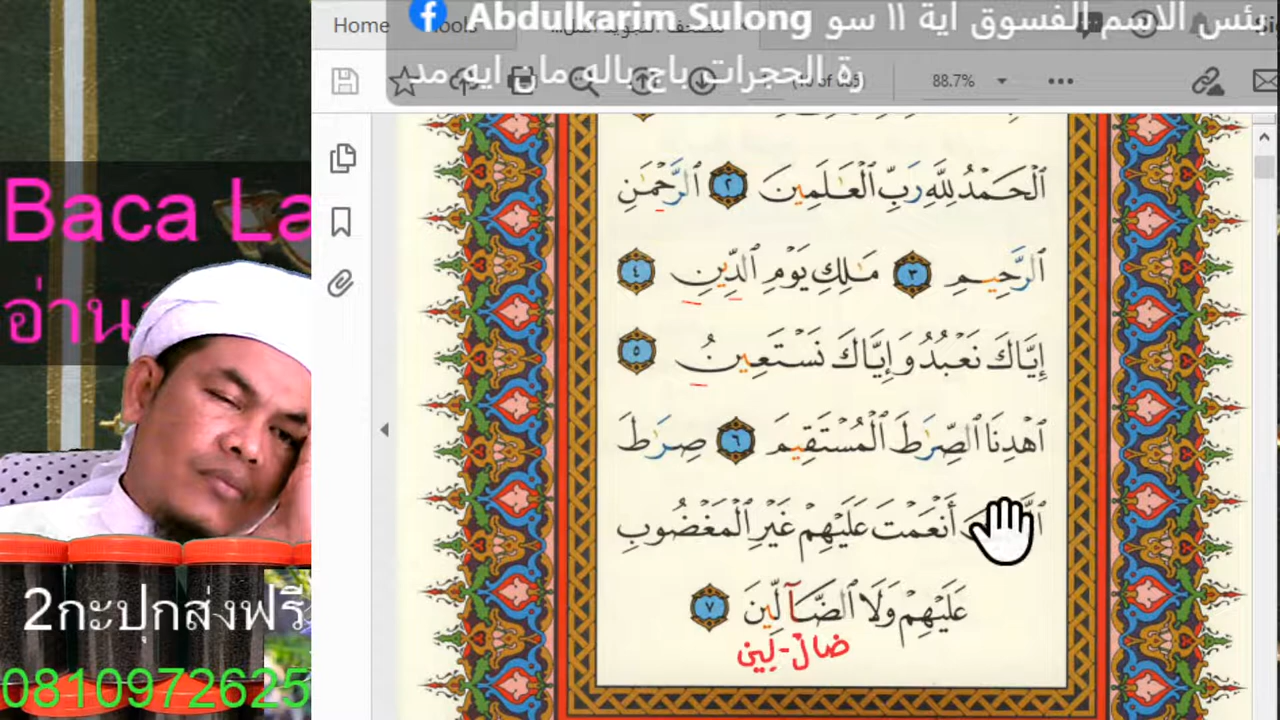 Abdulkarim Sulong بئس الاسم الفسوق آية ١١ سو
رة الحجرات باج باله مان ايه مد
Home
88.7%
Baca La
อ่าน
ٱلْحَمْدُ لِلَّهِ رَبِّ ٱلْعَٰلَمِينَ ٢ ٱلرَّحْمَٰنِ
ٱلرَّحِيمِ ٣ مَٰلِكِ يَوْمِ ٱلدِّينِ ٤
إِيَّاكَ نَعْبُدُ وَإِيَّاكَ نَسْتَعِينُ ٥
ٱهْدِنَا ٱلصِّرَٰطَ ٱلْمُسْتَقِيمَ ٦ صِرَٰطَ
أَنْعَمْتَ عَلَيْهِمْ غَيْرِ ٱلْمَغْضُوبِ
عَلَيْهِمْ وَلَا ٱلضَّآلِّينَ ٧
ضالْ - لِين
2กะปุกส่งฟรี
0810972625